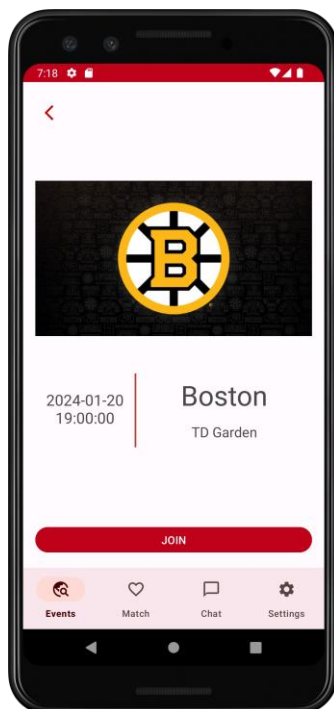 7:18
B
2024-01-20
19:00:00
Boston
TD Garden
JOIN
Events
Match
Chat
Settings